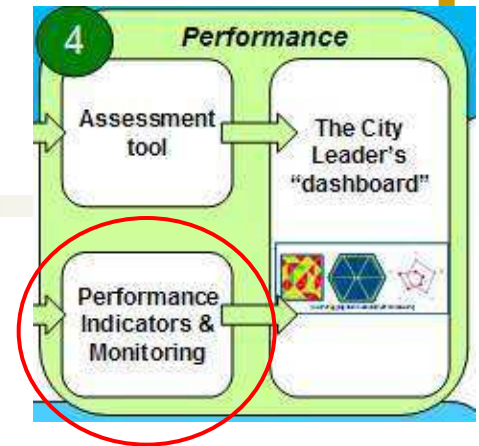 4
Performance
Assessment
tool
The City
Leader's
"dashboard"
Performance
Indicators &
Monitoring